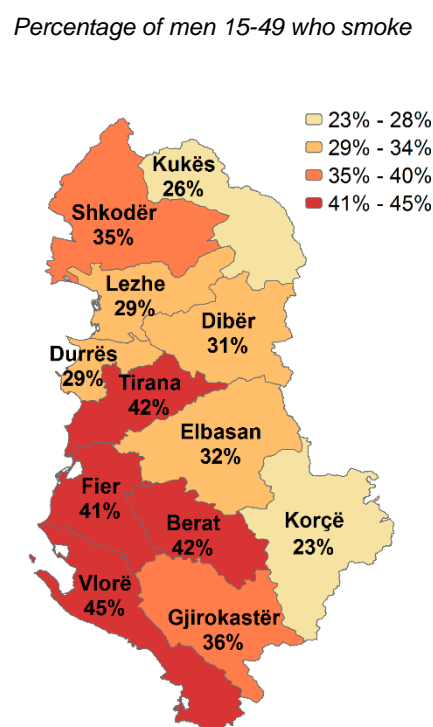 Percentage of men 15-49 who smoke
23% - 28%
29% - 34%
35% - 40%
41% - 45%
Kukës
26%
Shkodër
35%
Lezhe
29%
Dibër
31%
Durrës
29%
Tirana
42%
Elbasan
32%
Fier
41%
Berat
42%
Korçë
23%
Vlorë
45%
Gjirokastër
36%